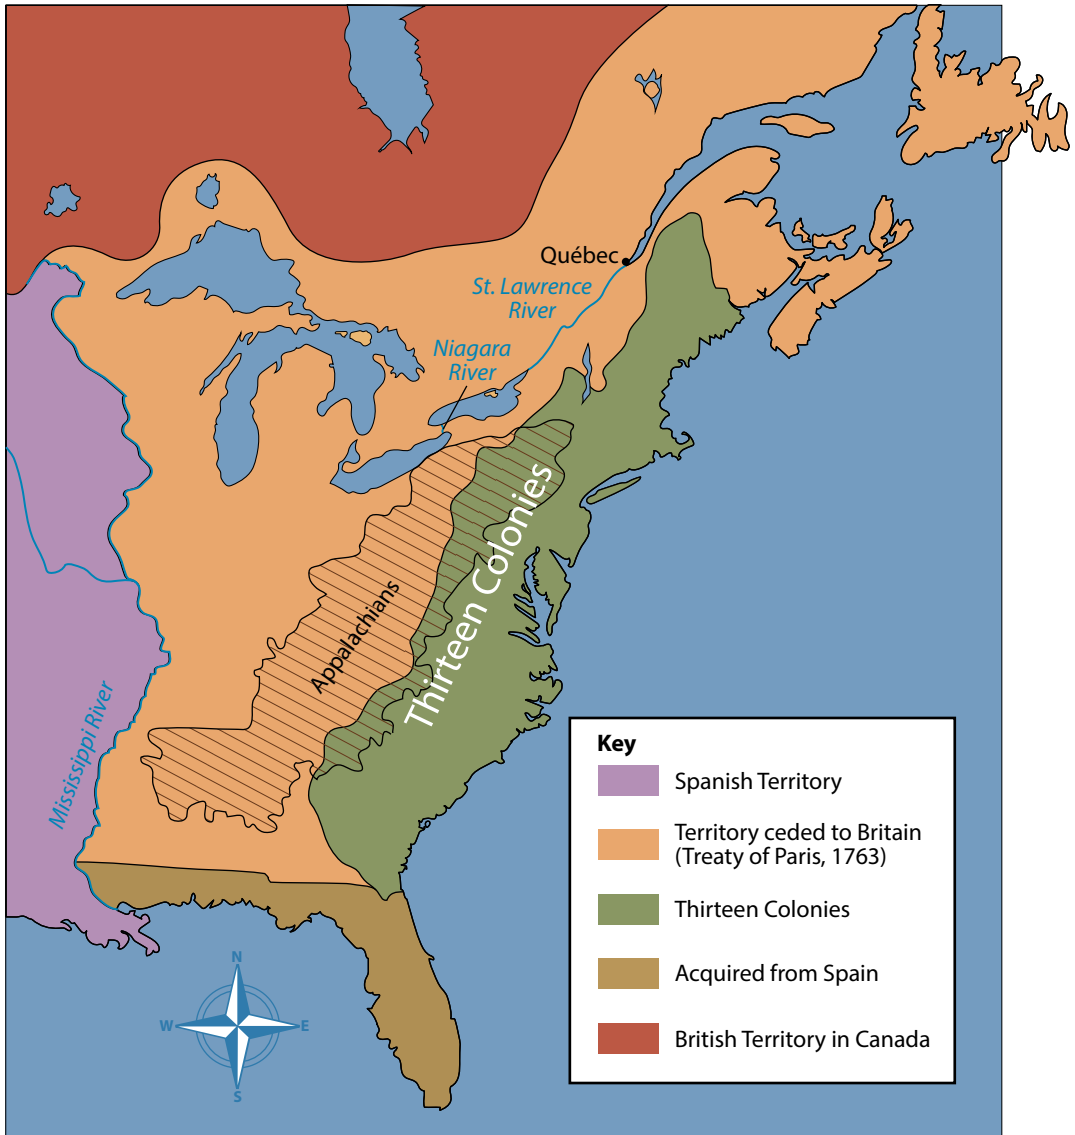 Québec
St. Lawrence
River
Niagara
River
Thirteen Colonies
Appalachians
Mississippi River
Key
Spanish Territory
Territory ceded to Britain
(Treaty of Paris, 1763)
Thirteen Colonies
Acquired from Spain
British Territory in Canada
N
W
E
S